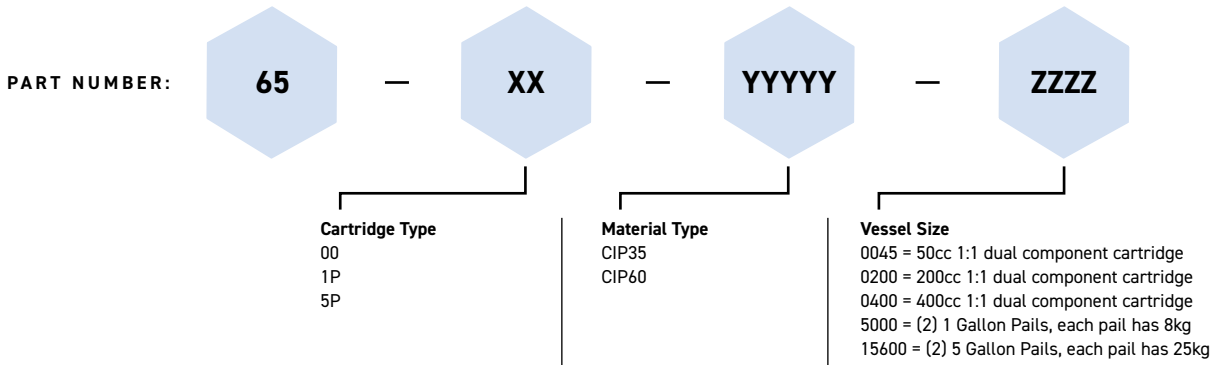 PART NUMBER: 65 — XX — YYYYY — ZZZZ
Cartridge Type
00
1P
5P
Material Type
CIP35
CIP60
Vessel Size
0045 = 50cc 1:1 dual component cartridge
0200 = 200cc 1:1 dual component cartridge
0400 = 400cc 1:1 dual component cartridge
5000 = (2) 1 Gallon Pails, each pail has 8kg
15600 = (2) 5 Gallon Pails, each pail has 25kg